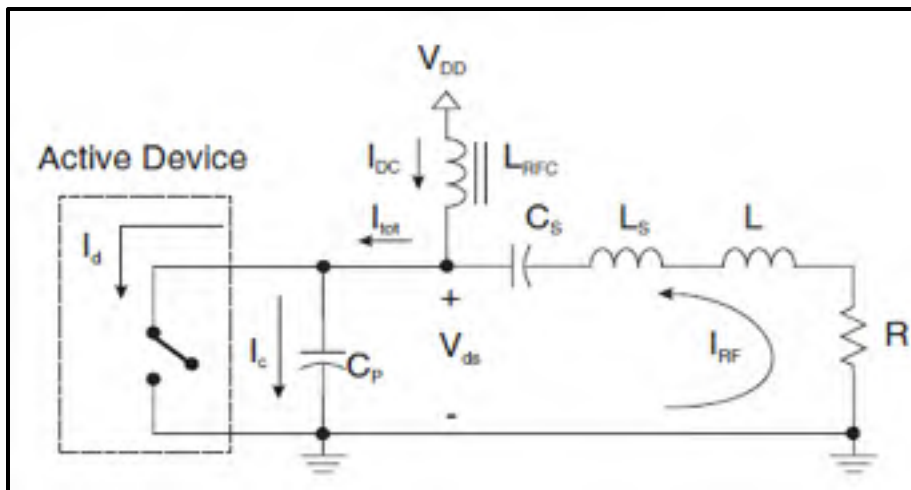 V_DD
Active Device
I_DC
L_RFC
I_tot
C_S
L_S
L
I_d
+
I_c
C_P
V_ds
I_RF
R
-